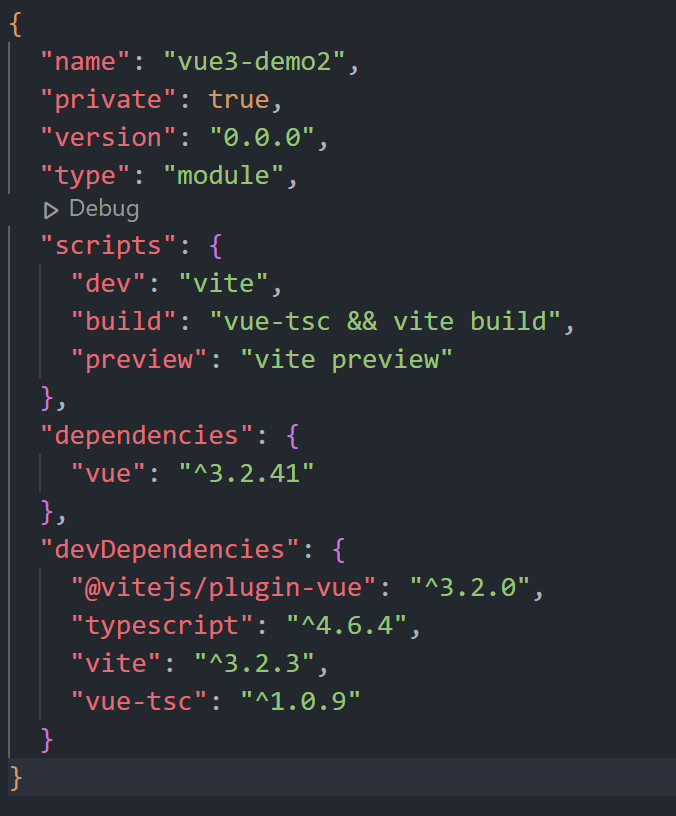 {
  "name": "vue3-demo2",
  "private": true,
  "version": "0.0.0",
  "type": "module",
  Debug
  "scripts": {
    "dev": "vite",
    "build": "vue-tsc && vite build",
    "preview": "vite preview"
  },
  "dependencies": {
    "vue": "^3.2.41"
  },
  "devDependencies": {
    "@vitejs/plugin-vue": "^3.2.0",
    "typescript": "^4.6.4",
    "vite": "^3.2.3",
    "vue-tsc": "^1.0.9"
  }
}